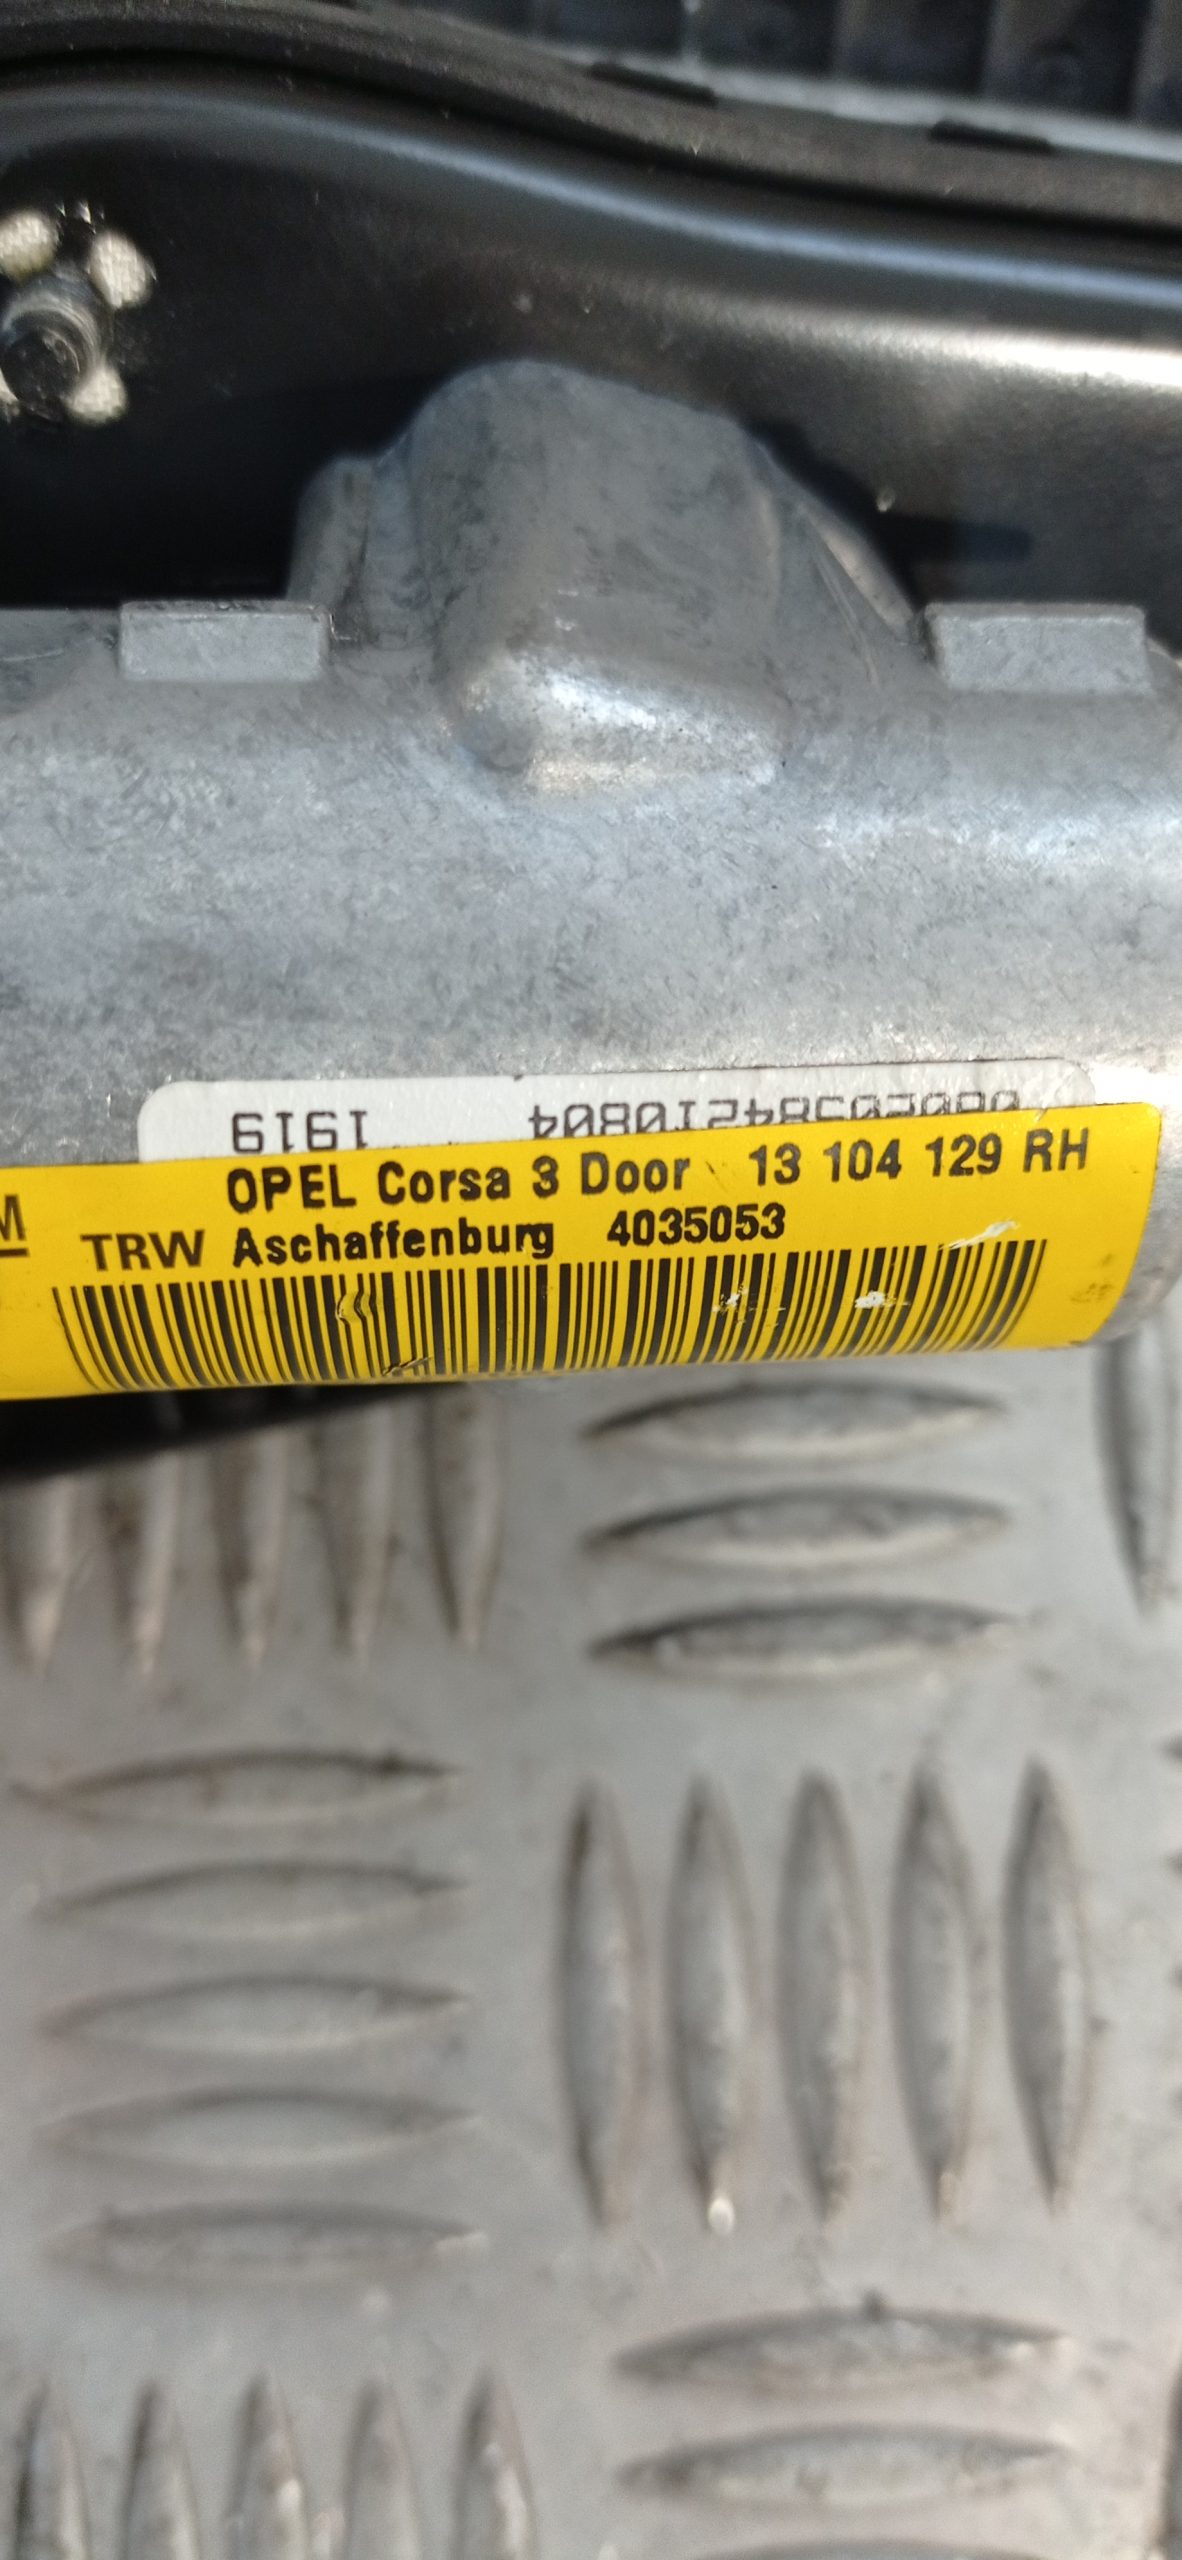 1919
OPEL Corsa 3 Door 13 104 129 RH
TRW Aschaffenburg 4035053